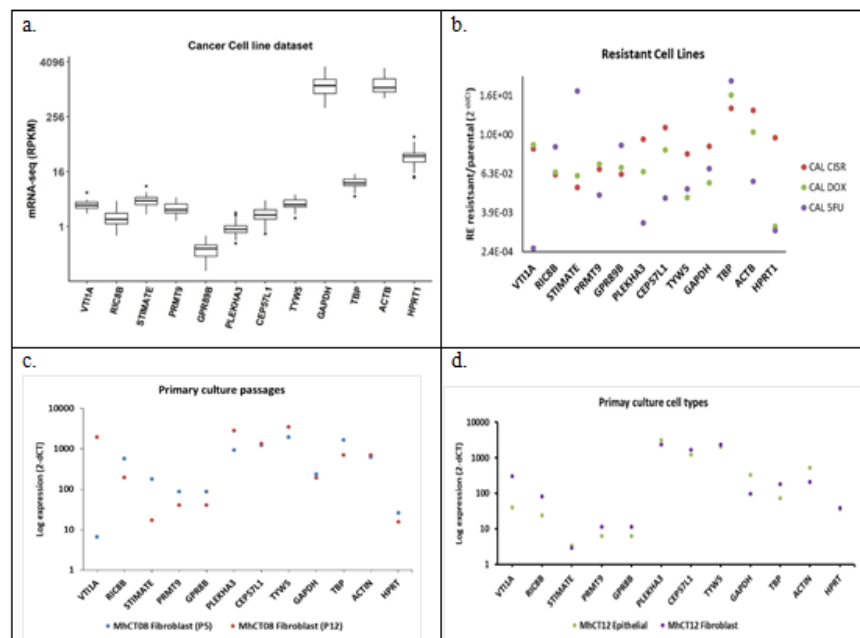 a.
Cancer Cell line dataset
mRNA-seq (RPKM)
4096
256
16
1
VTI1A
RIC8B
STIMATE
PRMT9
GPR89B
PLEKHA3
CEP57L1
TYW5
GAPDH
TBP
ACTB
HPRT1
b.
Resistant Cell Lines
RE resistsant/parental (2^-ddCt)
1.6E+01
1.0E+00
6.3E-02
3.9E-03
2.4E-04
VTI1A
RIC8B
STIMATE
PRMT9
GPR89B
PLEKHA3
CEP57L1
TYW5
GAPDH
TBP
ACTB
HPRT1
CAL CISR
CAL DOX
CAL 5FU
c.
Primary culture passages
Log expression (2-dCT)
10000
1000
100
10
1
VTI1A
RIC8B
STIMATE
PRMT9
GPR8B
PLEKHA3
CEP57L1
TYW5
GAPDH
TBP
ACTIN
HPRT
MhCT08 Fibroblast (P5)
MhCT08 Fibroblast (P12)
d.
Primay culture cell types
Log expression (2-dCT)
10000
1000
100
10
1
VTI1A
RIC8B
STIMATE
PRMT9
GPR8B
PLEKHA3
CEP57L1
TYW5
GAPDH
TBP
ACTIN
HPRT
MhCT12 Epithelial
MhCT12 Fibroblast